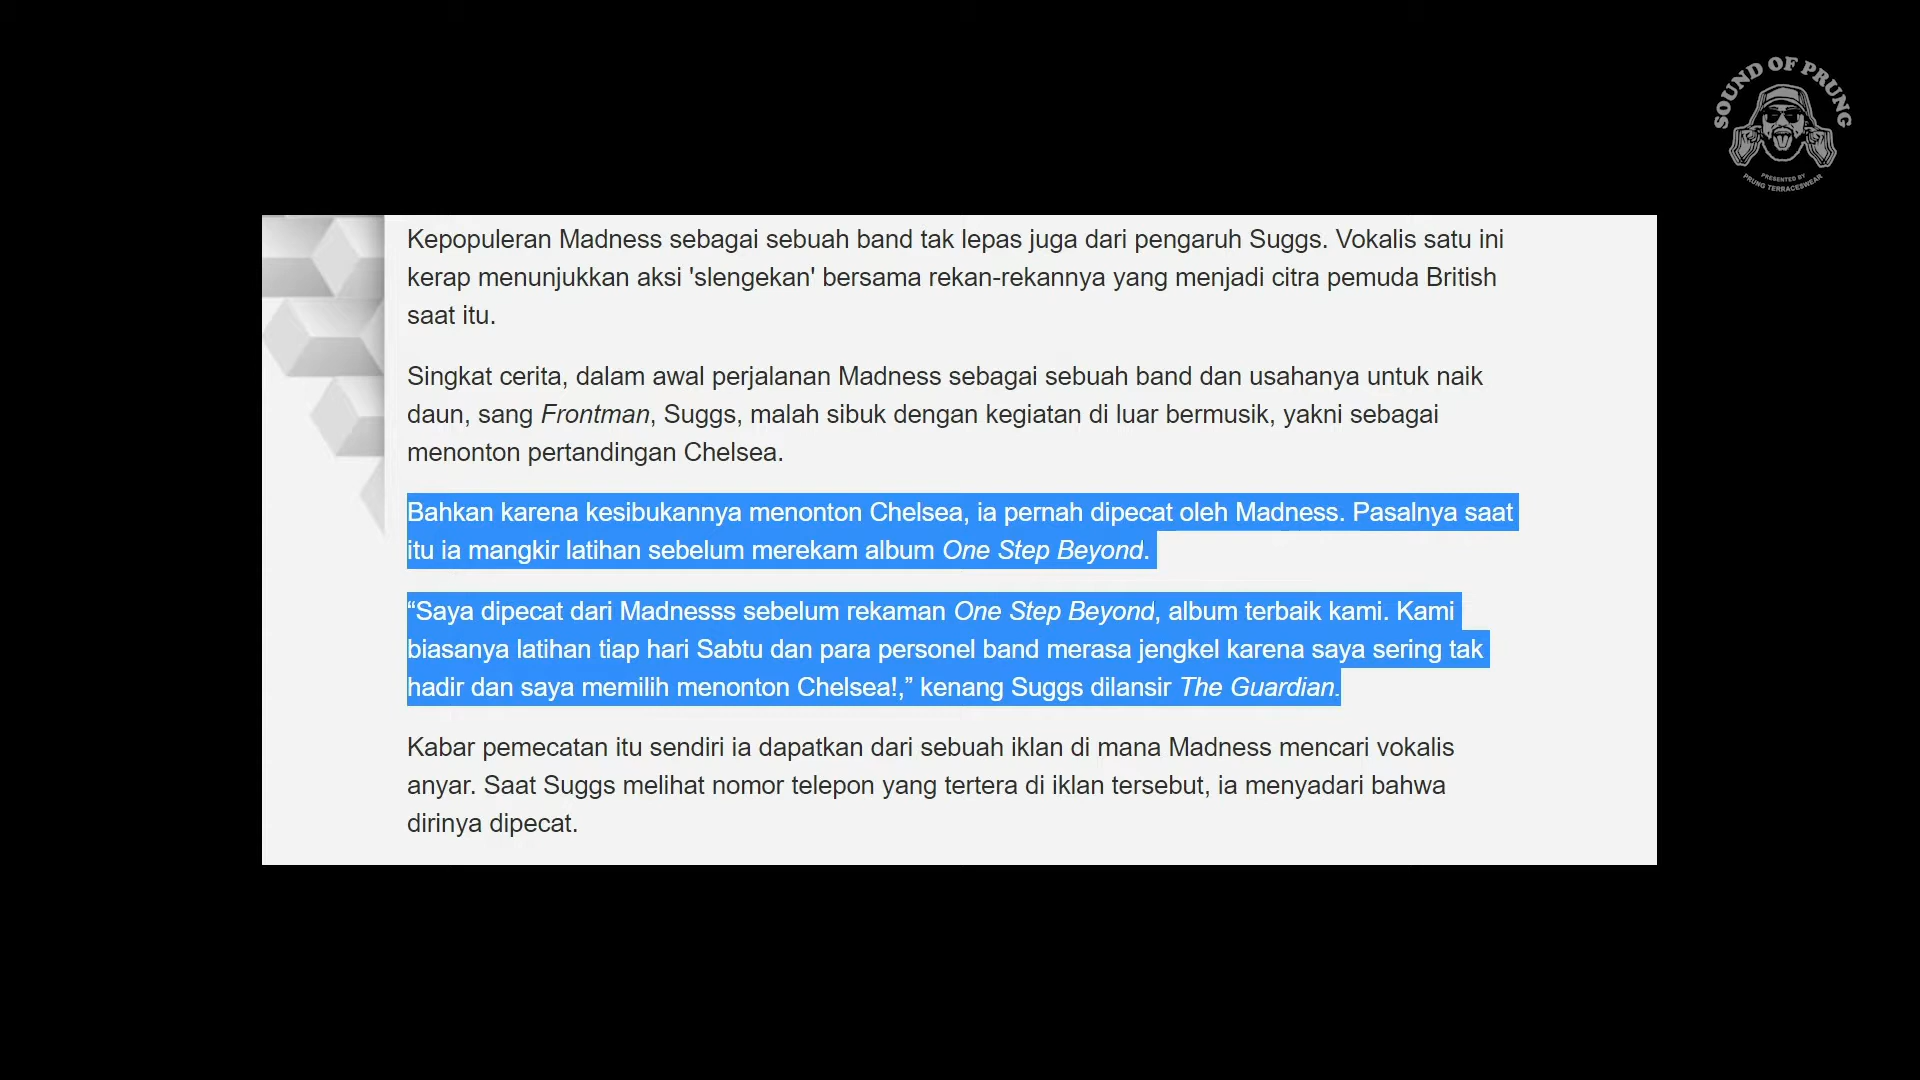 SOUND OF PRUNG
PRESENTED BY
PRUNG TERRACESWEAR
Kepopuleran Madness sebagai sebuah band tak lepas juga dari pengaruh Suggs. Vokalis satu ini
kerap menunjukkan aksi 'slengekan' bersama rekan-rekannya yang menjadi citra pemuda British
saat itu.
Singkat cerita, dalam awal perjalanan Madness sebagai sebuah band dan usahanya untuk naik
daun, sang Frontman, Suggs, malah sibuk dengan kegiatan di luar bermusik, yakni sebagai
menonton pertandingan Chelsea.
Bahkan karena kesibukannya menonton Chelsea, ia pernah dipecat oleh Madness. Pasalnya saat
itu ia mangkir latihan sebelum merekam album One Step Beyond.
“Saya dipecat dari Madnesss sebelum rekaman One Step Beyond, album terbaik kami. Kami
biasanya latihan tiap hari Sabtu dan para personel band merasa jengkel karena saya sering tak
hadir dan saya memilih menonton Chelsea!,” kenang Suggs dilansir The Guardian.
Kabar pemecatan itu sendiri ia dapatkan dari sebuah iklan di mana Madness mencari vokalis
anyar. Saat Suggs melihat nomor telepon yang tertera di iklan tersebut, ia menyadari bahwa
dirinya dipecat.